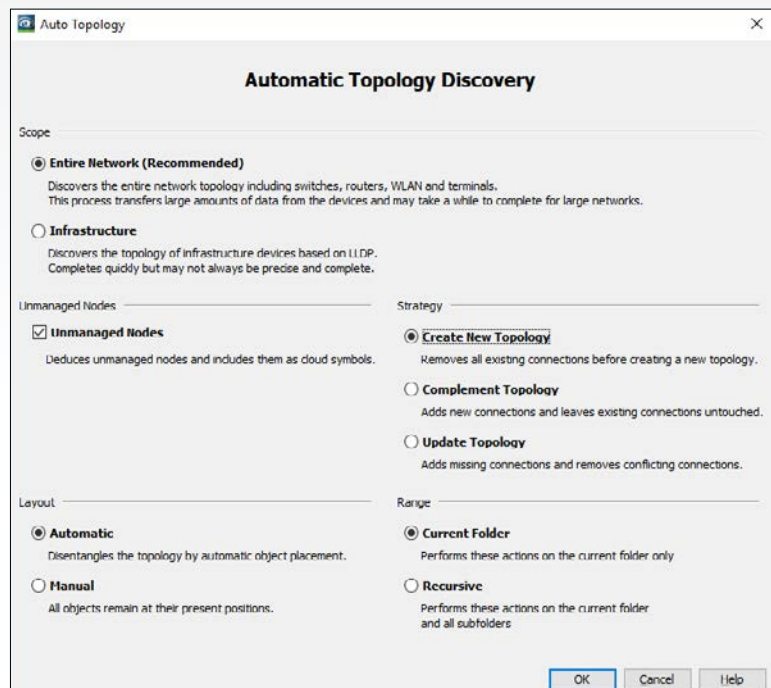 Auto Topology
Automatic Topology Discovery
Scope
Entire Network (Recommended)
Discovers the entire network topology including switches, routers, WLAN and terminals.
This process transfers large amounts of data from the devices and may take a while to complete for large networks.
Infrastructure
Discovers the topology of infrastructure devices based on LLDP.
Completes quickly but may not always be precise and complete.
Unmanaged Nodes
Unmanaged Nodes
Deduces unmanaged nodes and includes them as cloud symbols.
Strategy
Create New Topology
Removes all existing connections before creating a new topology.
Complement Topology
Adds new connections and leaves existing connections untouched.
Update Topology
Adds missing connections and removes conflicting connections.
Layout
Automatic
Disentangles the topology by automatic object placement.
Manual
All objects remain at their present positions.
Range
Current Folder
Performs these actions on the current folder only
Recursive
Performs these actions on the current folder
and all subfolders
OK
Cancel
Help